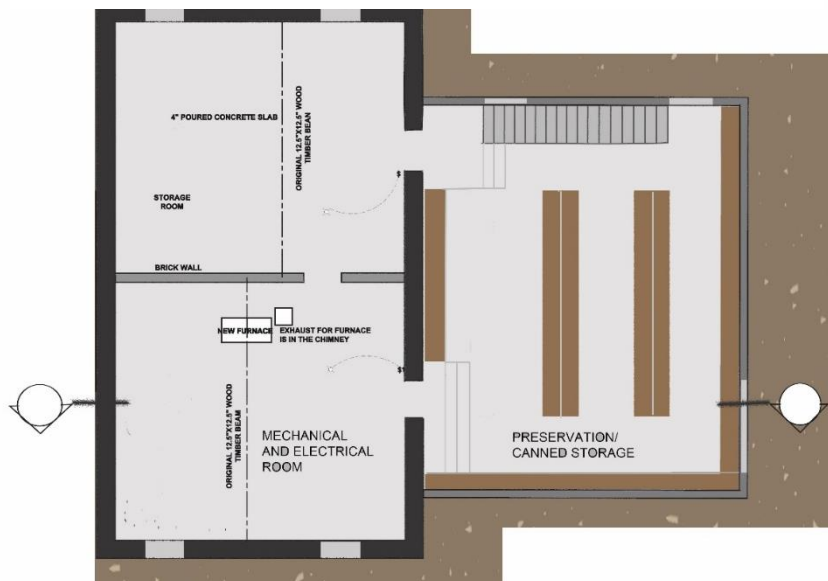 4" POURED CONCRETE SLAB
ORIGINAL 12.5"X12.5" WOOD
TIMBER BEAN
STORAGE
ROOM
$
BRICK WALL
NEW FURNACE
EXHAUST FOR FURNACE
IS IN THE CHIMNEY
ORIGINAL 12.5"X12.5" WOOD
TIMBER BEAM
MECHANICAL
AND ELECTRICAL
ROOM
PRESERVATION/
CANNED STORAGE